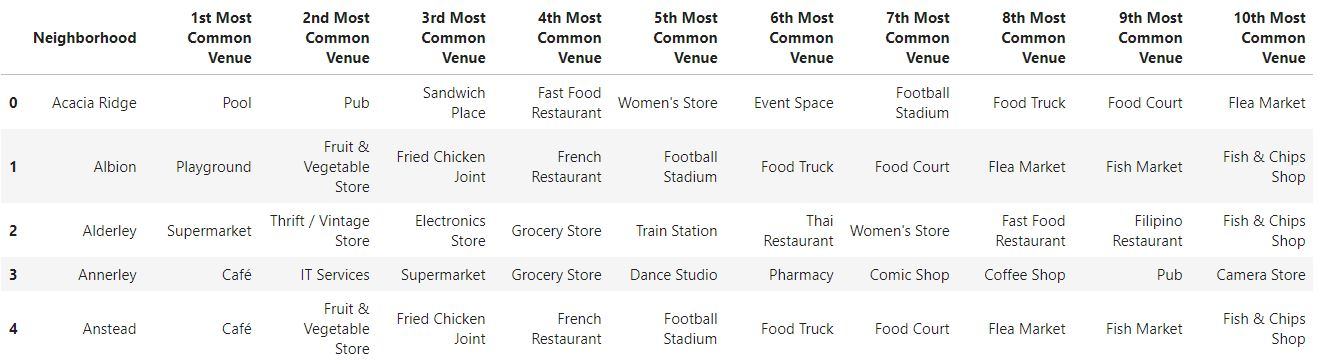 Neighborhood 1st Most Common Venue 2nd Most Common Venue 3rd Most Common Venue 4th Most Common Venue 5th Most Common Venue 6th Most Common Venue 7th Most Common Venue 8th Most Common Venue 9th Most Common Venue 10th Most Common Venue
0 Acacia Ridge Pool Pub Sandwich Place Fast Food Restaurant Women's Store Event Space Football Stadium Food Truck Food Court Flea Market
1 Albion Playground Fruit & Vegetable Store Fried Chicken Joint French Restaurant Football Stadium Food Truck Food Court Flea Market Fish Market Fish & Chips Shop
2 Alderley Supermarket Thrift / Vintage Store Electronics Store Grocery Store Train Station Thai Restaurant Women's Store Fast Food Restaurant Filipino Restaurant Fish & Chips Shop
3 Annerley Café IT Services Supermarket Grocery Store Dance Studio Pharmacy Comic Shop Coffee Shop Pub Camera Store
4 Anstead Café Fruit & Vegetable Store Fried Chicken Joint French Restaurant Football Stadium Food Truck Food Court Flea Market Fish Market Fish & Chips Shop